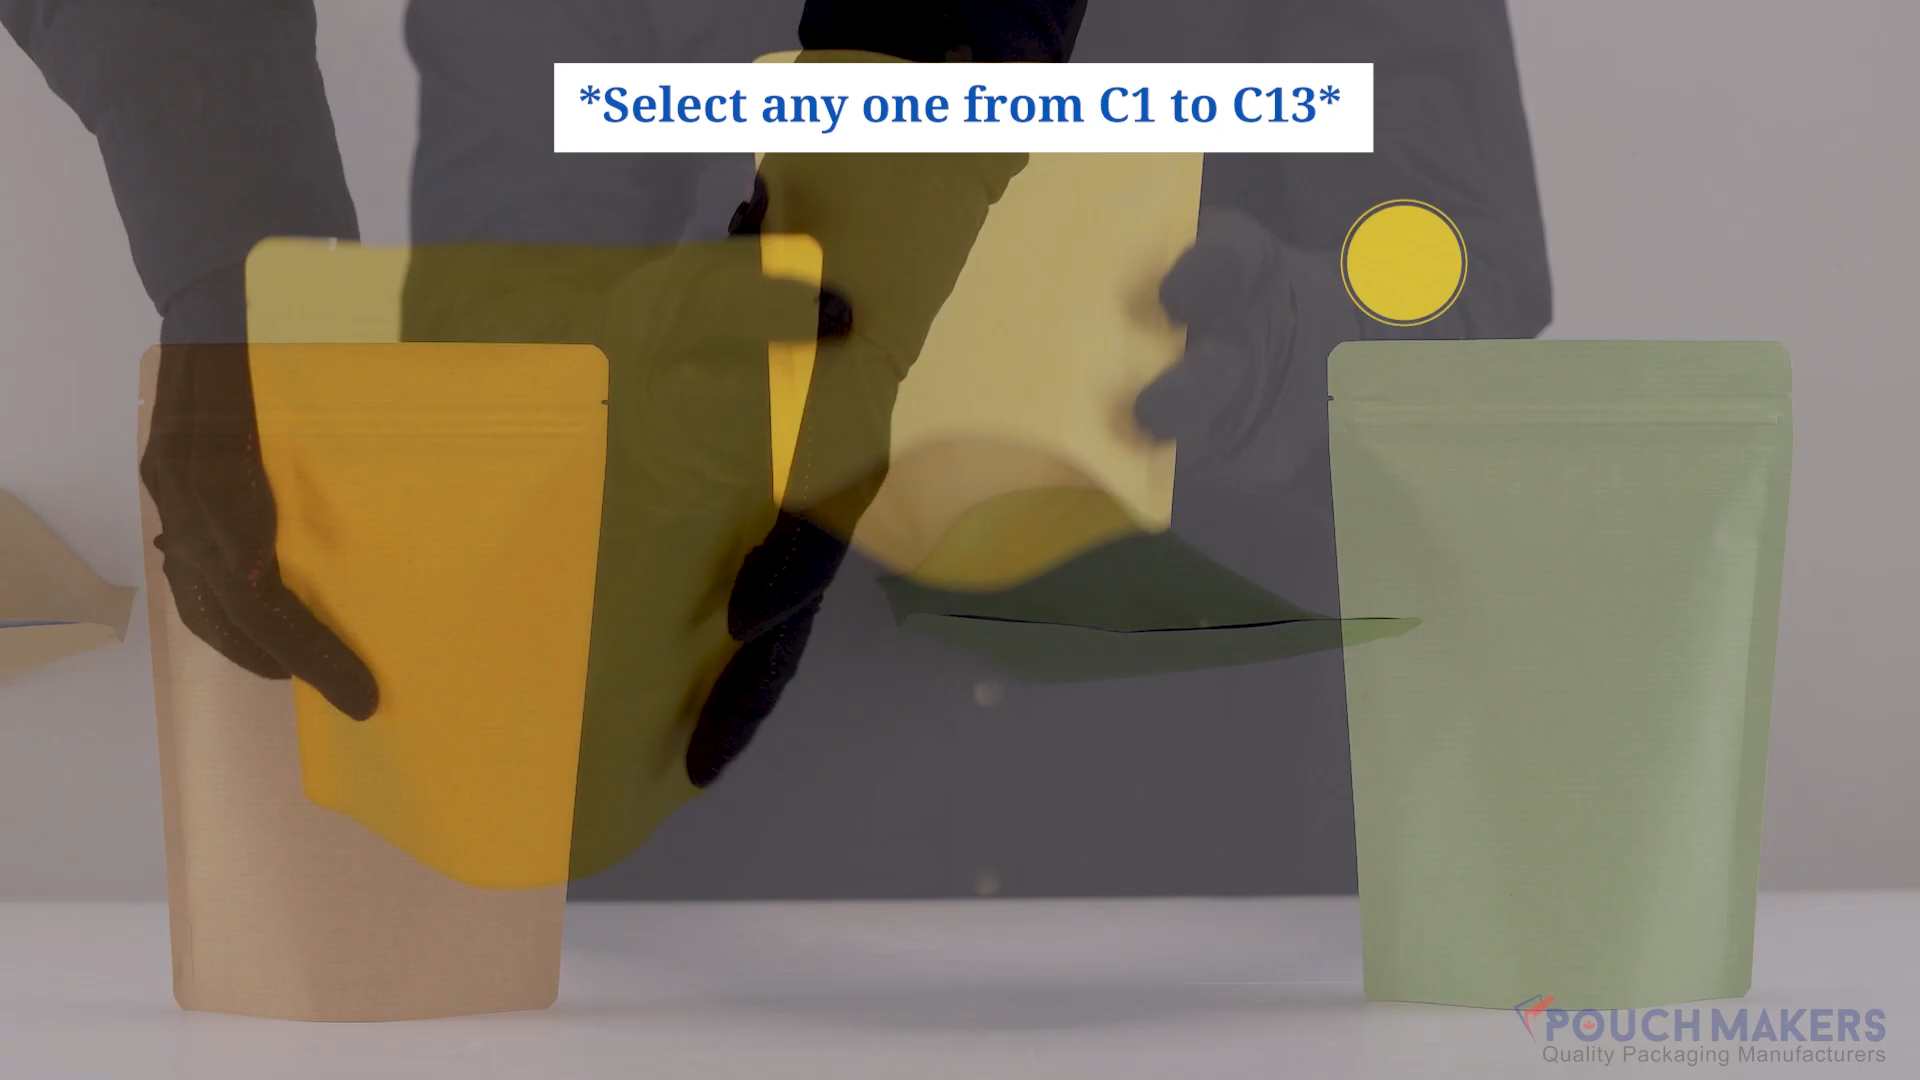 *Select any one from C1 to C13*
POUCH MAKERS
Quality Packaging Manufacturers